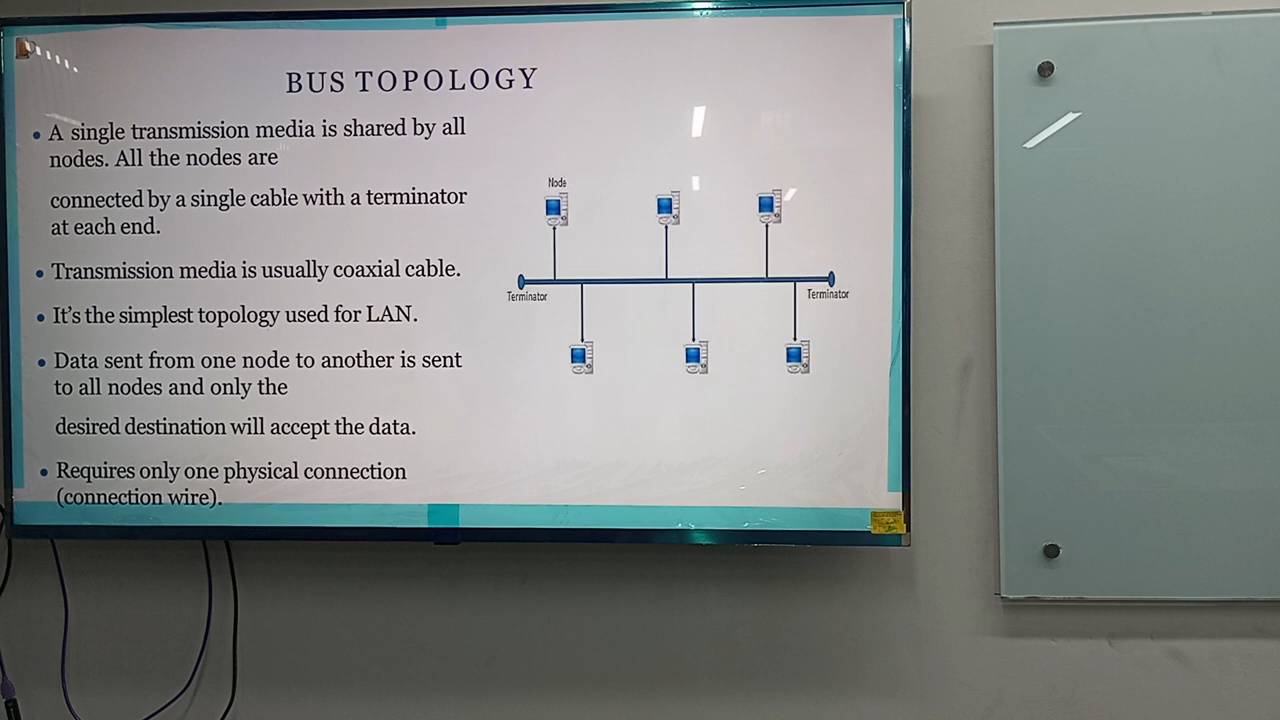 BUS TOPOLOGY
• A single transmission media is shared by all
nodes. All the nodes are
connected by a single cable with a terminator
at each end.
• Transmission media is usually coaxial cable.
• It's the simplest topology used for LAN.
• Data sent from one node to another is sent
to all nodes and only the
desired destination will accept the data.
• Requires only one physical connection
(connection wire).
Node
Terminator
Terminator